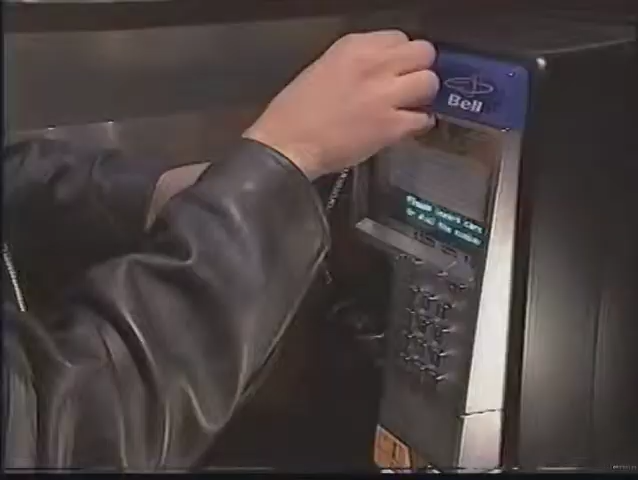 Bell
Please insert card
or dial the number